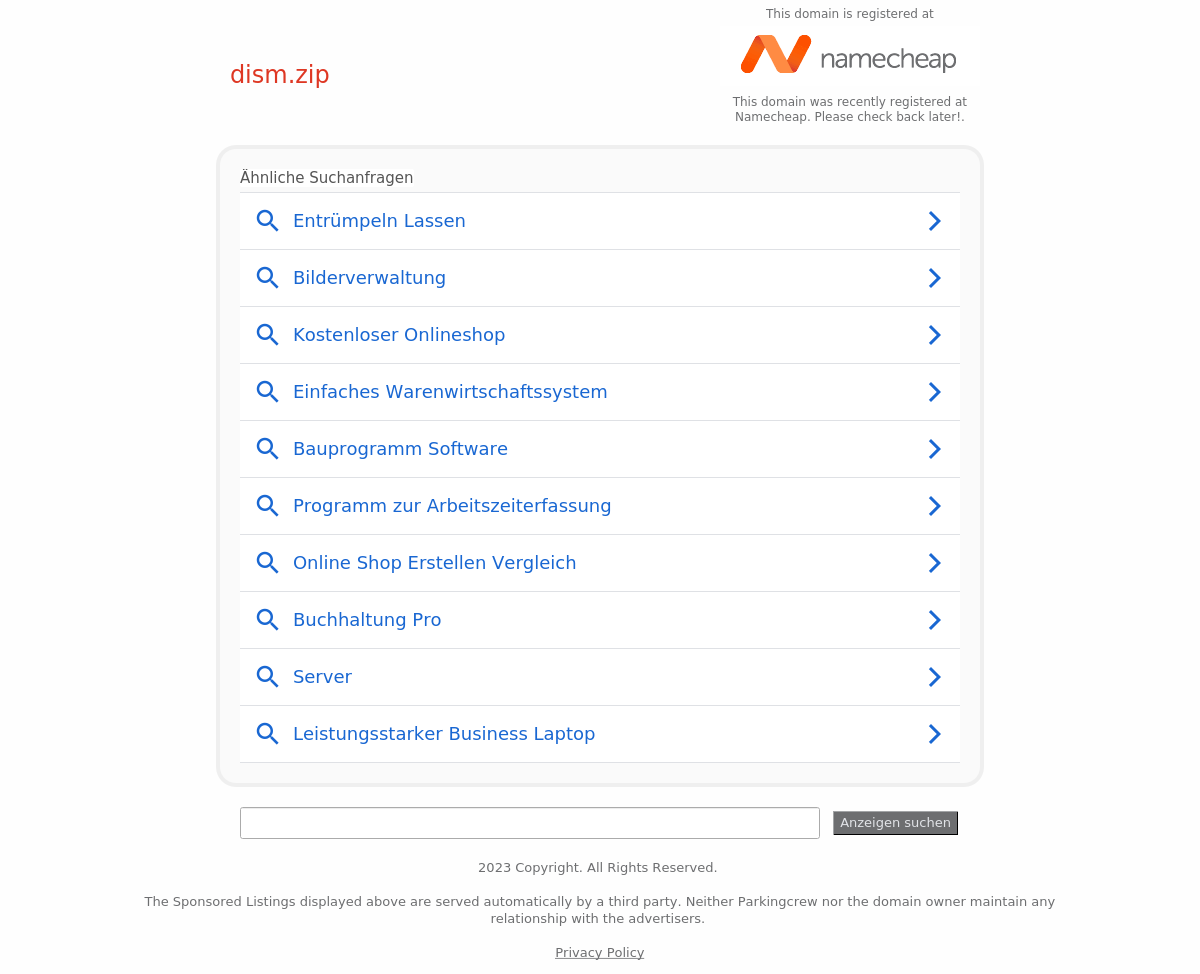 This domain is registered at
namecheap
dism.zip
This domain was recently registered at
Namecheap. Please check back later!.
Ähnliche Suchanfragen
Entrümpeln Lassen
Bilderverwaltung
Kostenloser Onlineshop
Einfaches Warenwirtschaftssystem
Bauprogramm Software
Programm zur Arbeitszeiterfassung
Online Shop Erstellen Vergleich
Buchhaltung Pro
Server
Leistungsstarker Business Laptop
Anzeigen suchen
2023 Copyright. All Rights Reserved.
The Sponsored Listings displayed above are served automatically by a third party. Neither Parkingcrew nor the domain owner maintain any
relationship with the advertisers.
Privacy Policy